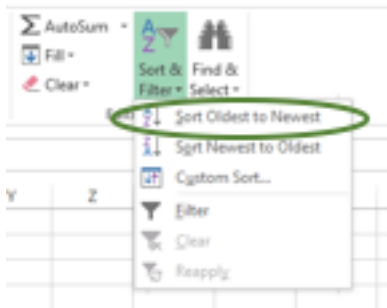 AutoSum
Fill
Clear
Sort & Find &
Filter Select
Sort Oldest to Newest
Sort Newest to Oldest
Custom Sort...
Filter
Clear
Reapply
Y Z